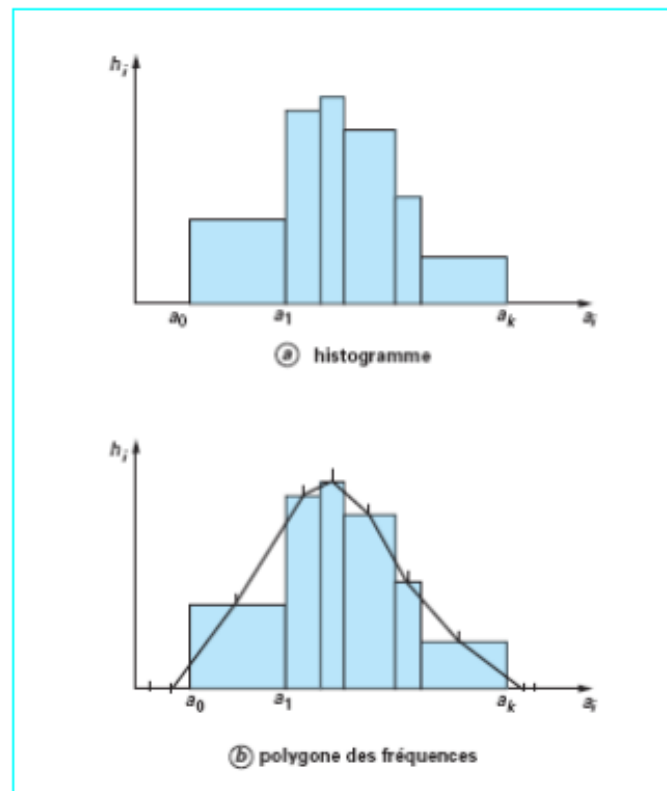 hᵢ
a₀ a₁ aₖ aᵢ
ⓐ histogramme
hᵢ
a₀ a₁ aₖ aᵢ
ⓑ polygone des fréquences